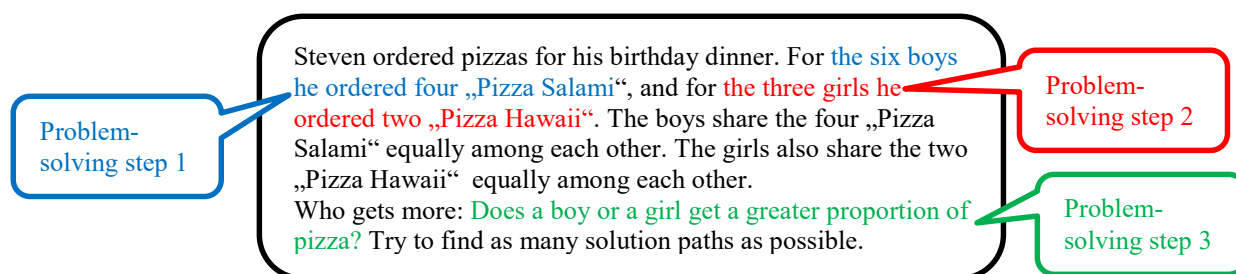 Steven ordered pizzas for his birthday dinner. For the six boys
he ordered four „Pizza Salami“, and for the three girls he
ordered two „Pizza Hawaii“. The boys share the four „Pizza
Salami“ equally among each other. The girls also share the two
„Pizza Hawaii“ equally among each other.
Who gets more: Does a boy or a girl get a greater proportion of
pizza? Try to find as many solution paths as possible.
Problem-
solving step 1
Problem-
solving step 2
Problem-
solving step 3